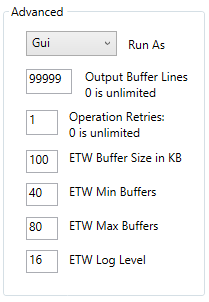 Advanced
Gui Run As
99999 Output Buffer Lines
0 is unlimited
1 Operation Retries:
0 is unlimited
100 ETW Buffer Size in KB
40 ETW Min Buffers
80 ETW Max Buffers
16 ETW Log Level